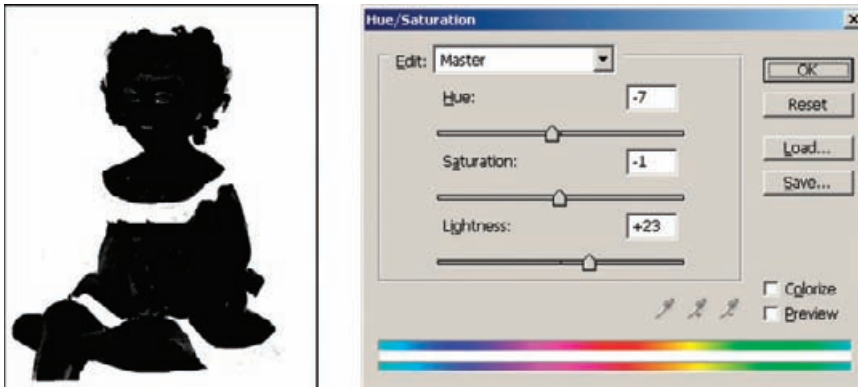 Hue/Saturation
Edit: Master
OK
Hue: -7
Reset
Load...
Saturation: -1
Save...
Lightness: +23
Colorize
Preview